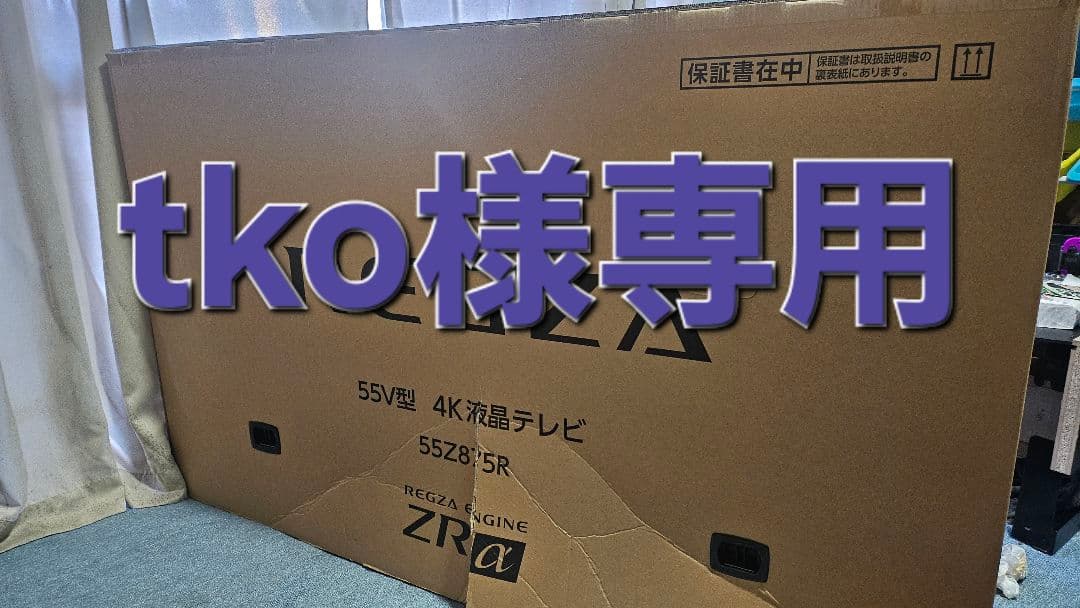 保証書在中
保証書は取扱説明書の
裏表紙にあります。
tko様専用
REGZA
55V型 4K液晶テレビ
55Z875R
REGZA ENGINE
ZRα